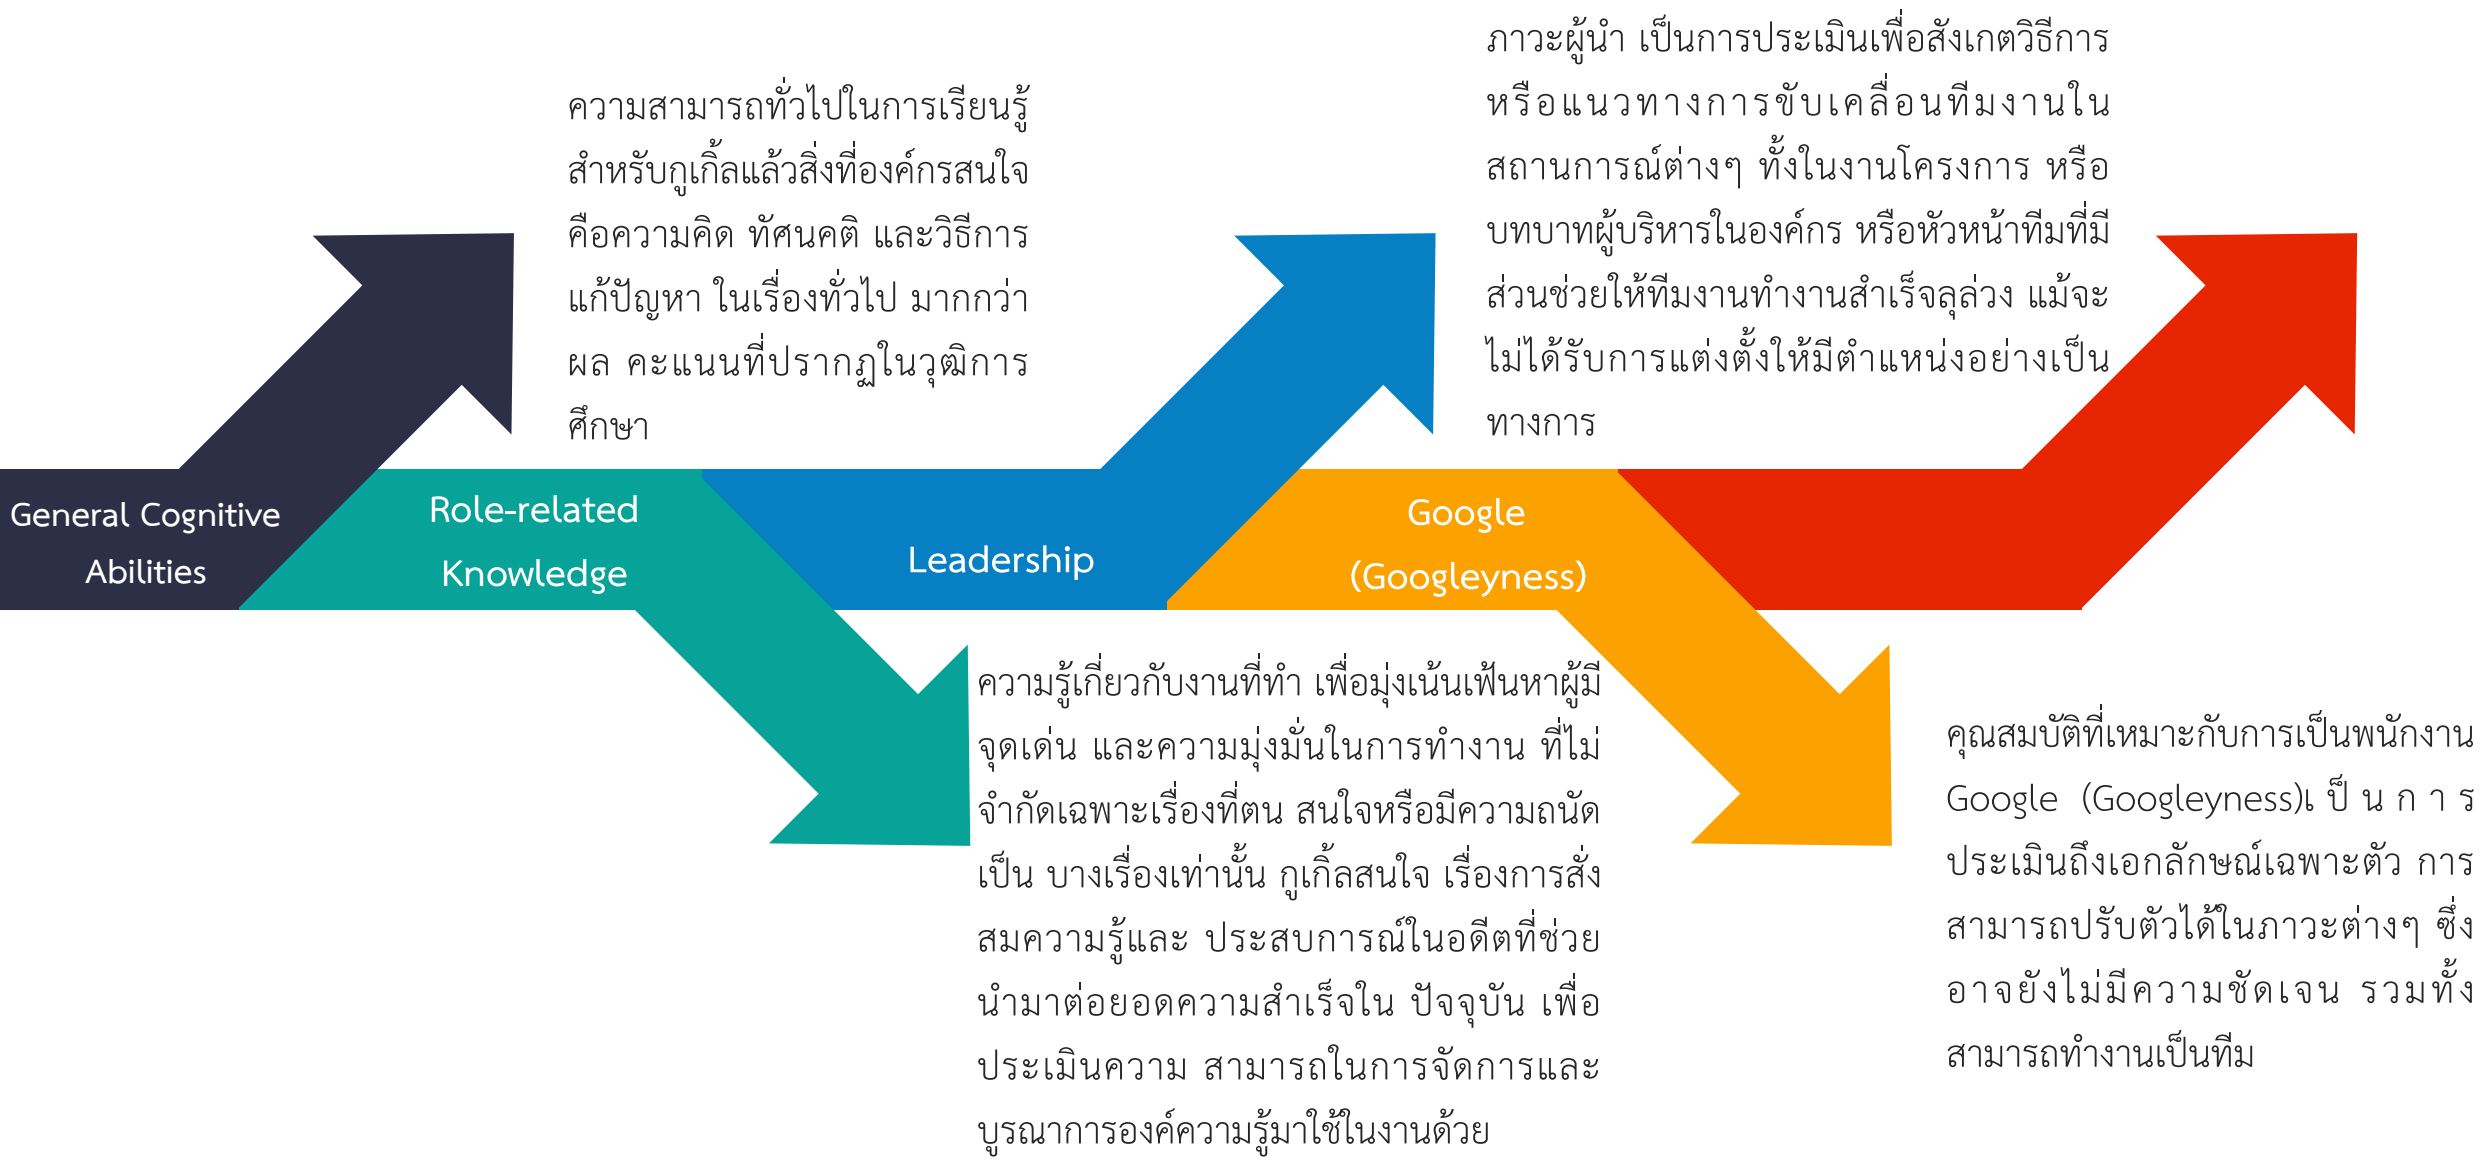 General Cognitive
Abilities
ความสามารถทั่วไปในการเรียนรู้
สำหรับกูเกิ้ลแล้วสิ่งที่องค์กรสนใจ
คือความคิด ทัศนคติ และวิธีการ
แก้ปัญหา ในเรื่องทั่วไป มากกว่า
ผล คะแนนที่ปรากฏในวุฒิการ
ศึกษา
Role-related
Knowledge
ความรู้เกี่ยวกับงานที่ทำ เพื่อมุ่งเน้นเฟ้นหาผู้มี
จุดเด่น และความมุ่งมั่นในการทำงาน ที่ไม่
จำกัดเฉพาะเรื่องที่ตน สนใจหรือมีความถนัด
เป็น บางเรื่องเท่านั้น กูเกิ้ลสนใจ เรื่องการสั่ง
สมความรู้และ ประสบการณ์ในอดีตที่ช่วย
นำมาต่อยอดความสำเร็จใน ปัจจุบัน เพื่อ
ประเมินความ สามารถในการจัดการและ
บูรณาการองค์ความรู้มาใช้ในงานด้วย
Leadership
ภาวะผู้นำ เป็นการประเมินเพื่อสังเกตวิธีการ
หรือแนวทางการขับเคลื่อนทีมงานใน
สถานการณ์ต่างๆ ทั้งในงานโครงการ หรือ
บทบาทผู้บริหารในองค์กร หรือหัวหน้าทีมที่มี
ส่วนช่วยให้ทีมงานทำงานสำเร็จลุล่วง แม้จะ
ไม่ได้รับการแต่งตั้งให้มีตำแหน่งอย่างเป็น
ทางการ
Google
(Googleyness)
คุณสมบัติที่เหมาะกับการเป็นพนักงาน
Google (Googleyness)เป็นการ
ประเมินถึงเอกลักษณ์เฉพาะตัว การ
สามารถปรับตัวได้ในภาวะต่างๆ ซึ่ง
อาจยังไม่มีความชัดเจน รวมทั้ง
สามารถทำงานเป็นทีม